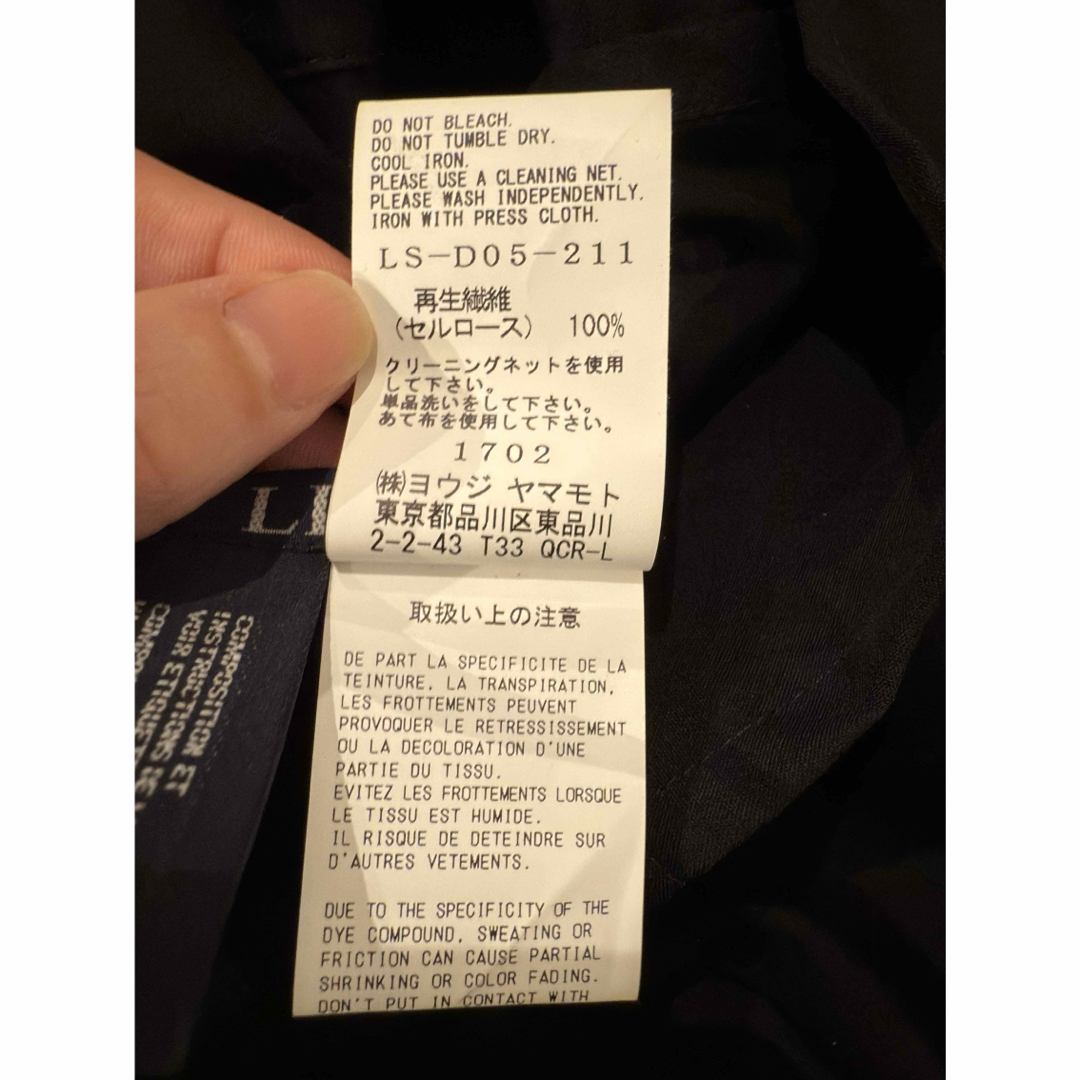 DO NOT BLEACH.
DO NOT TUMBLE DRY.
COOL IRON.
PLEASE USE A CLEANING NET.
PLEASE WASH INDEPENDENTLY.
IRON WITH PRESS CLOTH.
LS-D05-211
再生繊維
(セルロース) 100%
クリーニングネットを使用
して下さい。
単品洗いをして下さい。
あて布を使用して下さい。
1702
㈱ヨウジ ヤマモト
東京都品川区東品川
2-2-43 T33 QCR-L
取扱い上の注意
DE PART LA SPECIFICITE DE LA
TEINTURE, LA TRANSPIRATION,
LES FROTTEMENTS PEUVENT
PROVOQUER LE RETRESSISSEMENT
OU LA DECOLORATION D'UNE
PARTIE DU TISSU.
EVITEZ LES FROTTEMENTS LORSQUE
LE TISSU EST HUMIDE.
IL RISQUE DE DETEINDRE SUR
D'AUTRES VETEMENTS.
DUE TO THE SPECIFICITY OF THE
DYE COMPOUND, SWEATING OR
FRICTION CAN CAUSE PARTIAL
SHRINKING OR COLOR FADING.
DON'T PUT IN CONTACT WITH
COMPOSITION ET
INSTRUCTIONS
VOIR ETIQUETTE